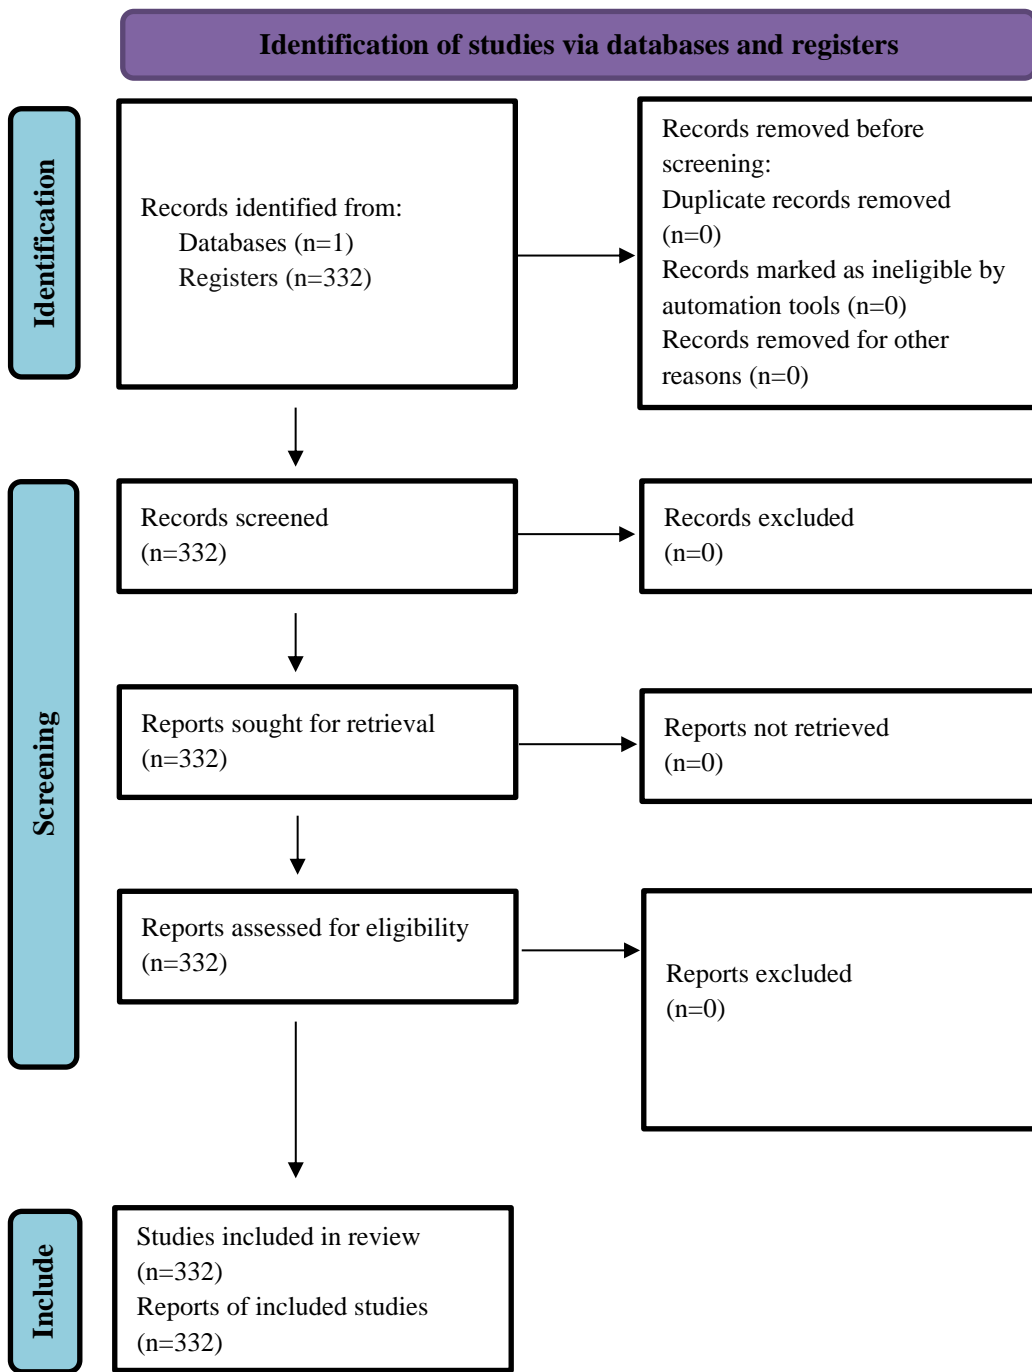 Identification of studies via databases and registers
Identification
Records identified from:
Databases (n=1)
Registers (n=332)
Records removed before
screening:
Duplicate records removed
(n=0)
Records marked as ineligible by
automation tools (n=0)
Records removed for other
reasons (n=0)
Screening
Records screened
(n=332)
Records excluded
(n=0)
Reports sought for retrieval
(n=332)
Reports not retrieved
(n=0)
Reports assessed for eligibility
(n=332)
Reports excluded
(n=0)
Include
Studies included in review
(n=332)
Reports of included studies
(n=332)